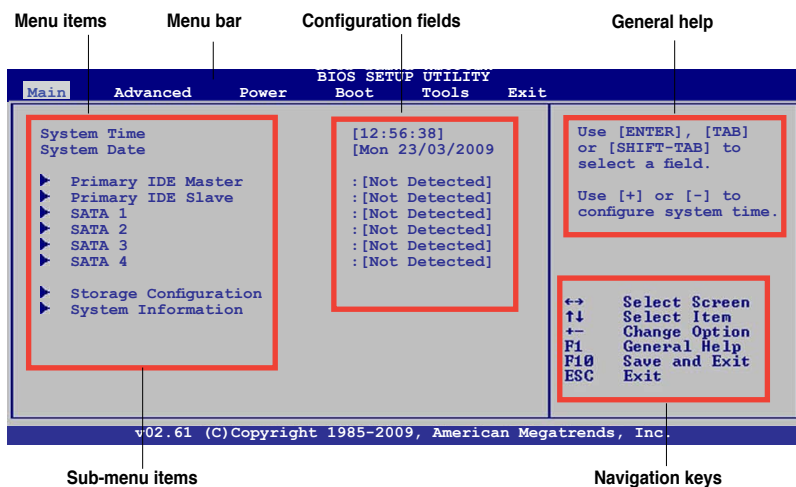 Menu items Menu bar Configuration fields General help
BIOS SETUP UTILITY
Main Advanced Power Boot Tools Exit
System Time [12:56:38]
System Date [Mon 23/03/2009
Primary IDE Master :[Not Detected]
Primary IDE Slave :[Not Detected]
SATA 1 :[Not Detected]
SATA 2 :[Not Detected]
SATA 3 :[Not Detected]
SATA 4 :[Not Detected]
Storage Configuration
System Information
Use [ENTER], [TAB]
or [SHIFT-TAB] to
select a field.
Use [+] or [-] to
configure system time.
←→ Select Screen
↑↓ Select Item
+- Change Option
F1 General Help
F10 Save and Exit
ESC Exit
v02.61 (C)Copyright 1985-2009, American Megatrends, Inc.
Sub-menu items Navigation keys